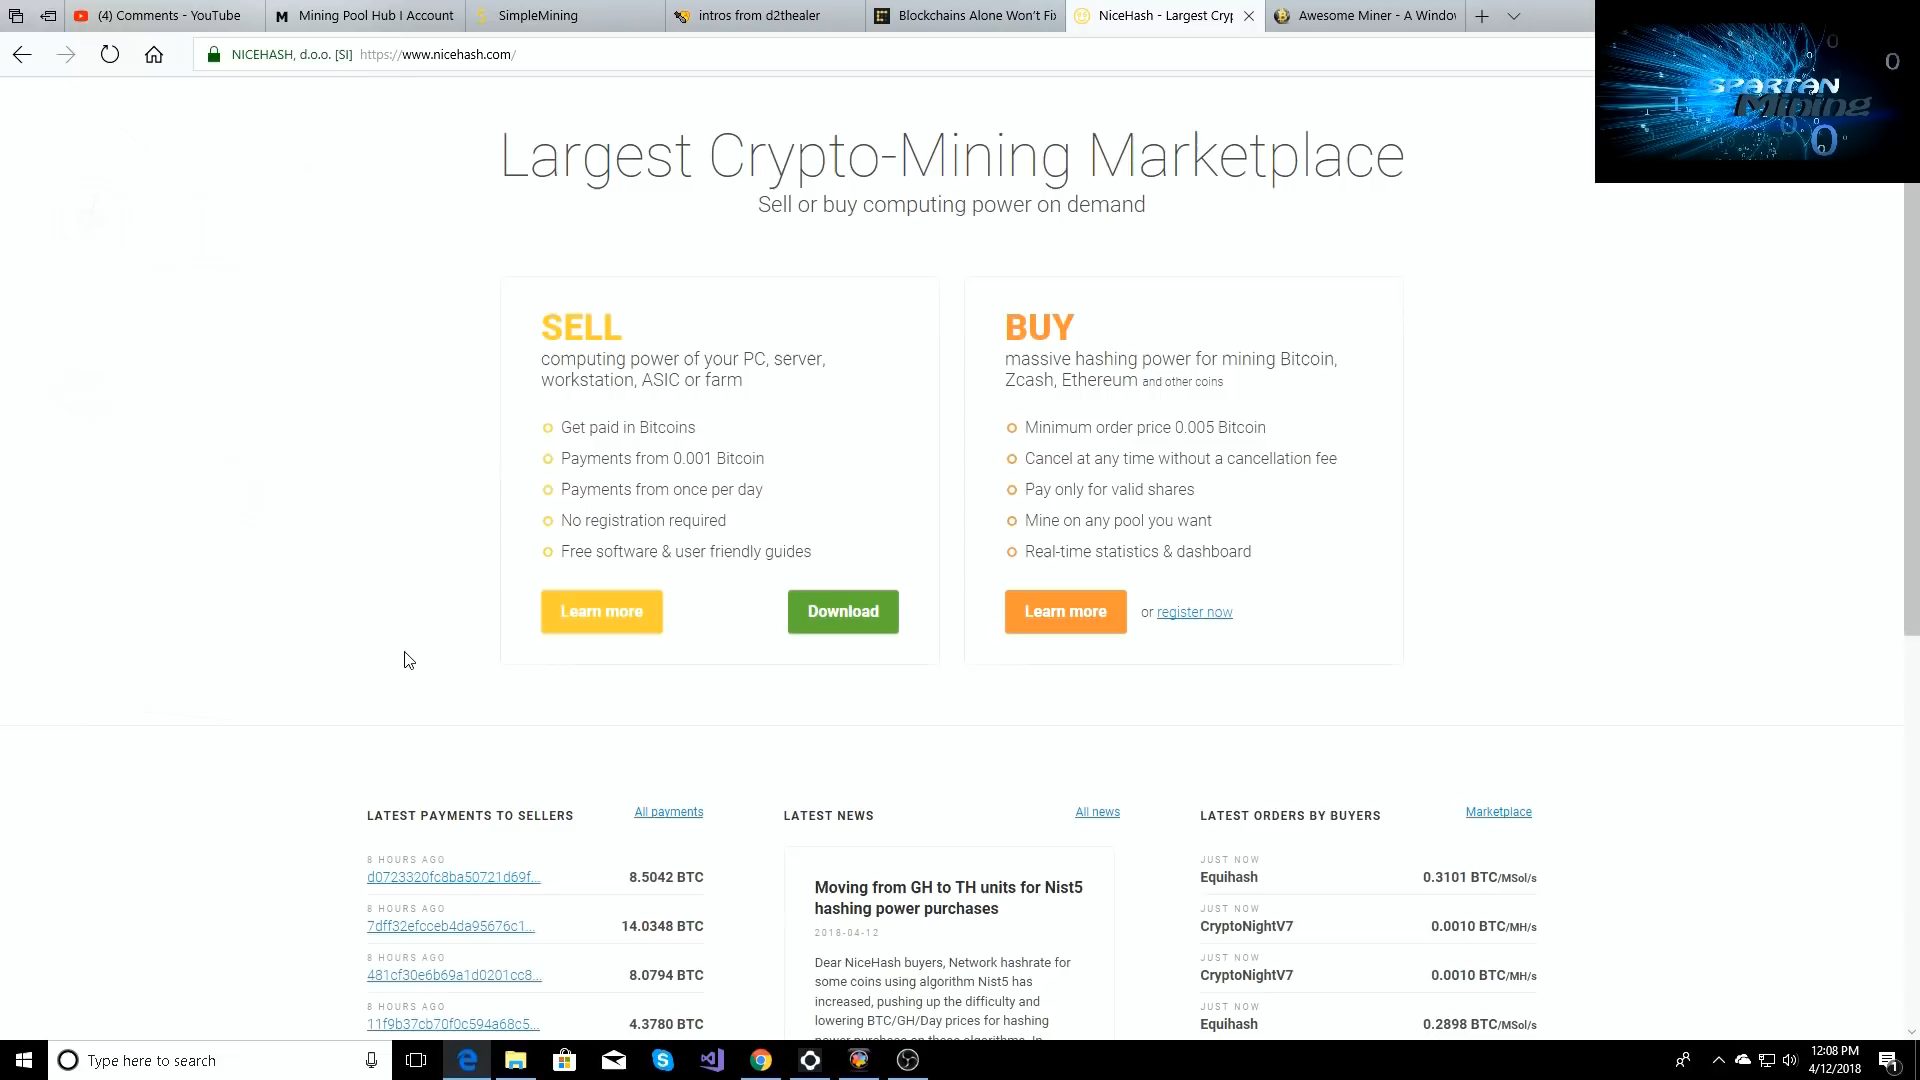 (4) Comments - YouTube
Mining Pool Hub I Account
SimpleMining
intros from d2thealer
Blockchains Alone Won't Fi
NiceHash - Largest Cryp
Awesome Miner - A Windo
NICEHASH, d.o.o. [SI] https://www.nicehash.com/
SPARTAN
Mining
Largest Crypto-Mining Marketplace
Sell or buy computing power on demand
SELL
computing power of your PC, server,
workstation, ASIC or farm
Get paid in Bitcoins
Payments from 0.001 Bitcoin
Payments from once per day
No registration required
Free software & user friendly guides
Learn more
Download
BUY
massive hashing power for mining Bitcoin,
Zcash, Ethereum and other coins
Minimum order price 0.005 Bitcoin
Cancel at any time without a cancellation fee
Pay only for valid shares
Mine on any pool you want
Real-time statistics & dashboard
Learn more
or register now
LATEST PAYMENTS TO SELLERS
All payments
8 HOURS AGO
d0723320fc8ba50721d69f... 8.5042 BTC
8 HOURS AGO
7dff32efcceb4da95676c1... 14.0348 BTC
8 HOURS AGO
481cf30e6b69a1d0201cc8... 8.0794 BTC
8 HOURS AGO
11f9b37cb70f0c594a68c5... 4.3780 BTC
LATEST NEWS
All news
Moving from GH to TH units for Nist5
hashing power purchases
2018-04-12
Dear NiceHash buyers, Network hashrate for
some coins using algorithm Nist5 has
increased, pushing up the difficulty and
lowering BTC/GH/Day prices for hashing
power purchase on these algorithms. In
LATEST ORDERS BY BUYERS
Marketplace
JUST NOW
Equihash 0.3101 BTC/MSol/s
JUST NOW
CryptoNightV7 0.0010 BTC/MH/s
JUST NOW
CryptoNightV7 0.0010 BTC/MH/s
JUST NOW
Equihash 0.2898 BTC/MSol/s
Type here to search
12:08 PM
4/12/2018